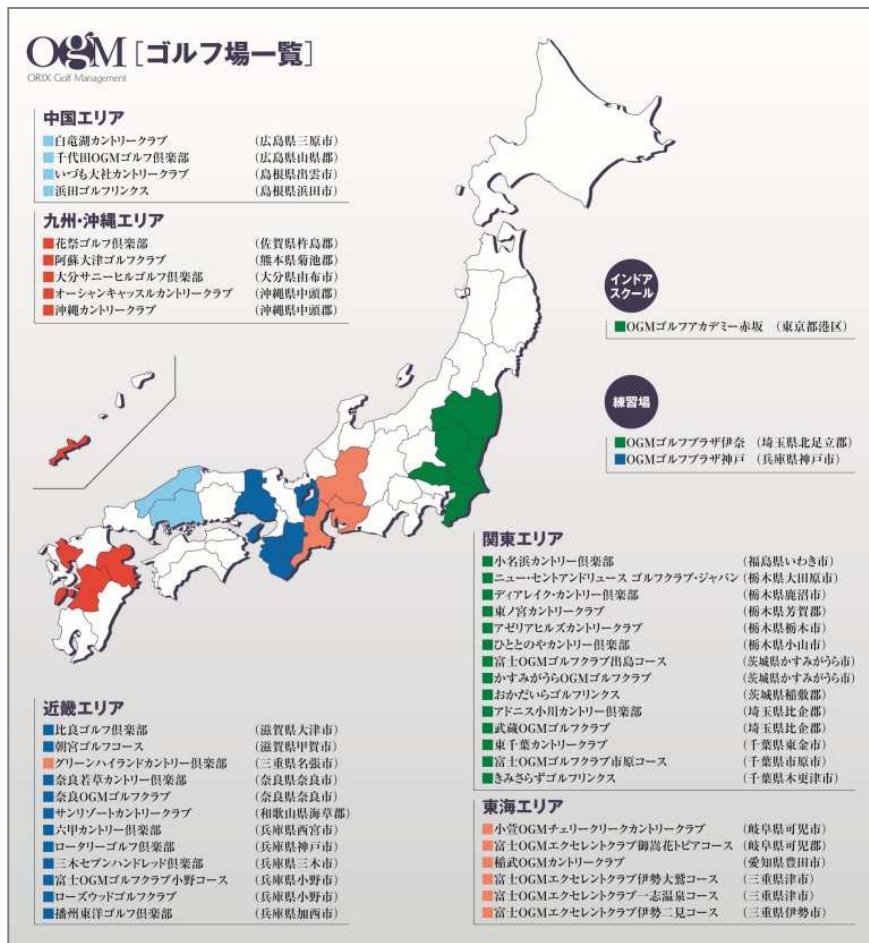 OGM [ゴルフ場一覧]
ORIX Golf Management
中国エリア
白竜湖カントリークラブ (広島県三原市)
千代田OGMゴルフ倶楽部 (広島県山県郡)
いづも大社カントリークラブ (島根県出雲市)
浜田ゴルフリンクス (島根県浜田市)
九州・沖縄エリア
花祭ゴルフ倶楽部 (佐賀県杵島郡)
阿蘇大津ゴルフクラブ (熊本県菊池郡)
大分サニーヒルゴルフ倶楽部 (大分県由布市)
オーシャンキャッスルカントリークラブ (沖縄県中頭郡)
沖縄カントリークラブ (沖縄県中頭郡)
インドア
スクール
OGMゴルフアカデミー赤坂 (東京都港区)
練習場
OGMゴルフプラザ伊奈 (埼玉県北足立郡)
OGMゴルフプラザ神戸 (兵庫県神戸市)
関東エリア
小名浜カントリー倶楽部 (福島県いわき市)
ニュー・セントアンドリュース ゴルフクラブ・ジャパン (栃木県大田原市)
ディアレイク・カントリー倶楽部 (栃木県鹿沼市)
東ノ宮カントリークラブ (栃木県芳賀郡)
アゼリアヒルズカントリークラブ (栃木県栃木市)
ひととのやカントリー倶楽部 (栃木県小山市)
富士OGMゴルフクラブ出島コース (茨城県かすみがうら市)
かすみがうらOGMゴルフクラブ (茨城県かすみがうら市)
おかだいらゴルフリンクス (茨城県稲敷郡)
アドニス小川カントリー倶楽部 (埼玉県比企郡)
武蔵OGMゴルフクラブ (埼玉県比企郡)
東千葉カントリークラブ (千葉県東金市)
富士OGMゴルフクラブ市原コース (千葉県市原市)
きみさらずゴルフリンクス (千葉県木更津市)
近畿エリア
比良ゴルフ倶楽部 (滋賀県大津市)
朝宮ゴルフコース (滋賀県甲賀市)
グリーンハイランドカントリー倶楽部 (三重県名張市)
奈良若草カントリー倶楽部 (奈良県奈良市)
奈良OGMゴルフクラブ (奈良県奈良市)
サンリゾートカントリークラブ (和歌山県海草郡)
六甲カントリー倶楽部 (兵庫県西宮市)
ロータリーゴルフ倶楽部 (兵庫県神戸市)
三木セブンハンドレッド倶楽部 (兵庫県三木市)
富士OGMゴルフクラブ小野コース (兵庫県小野市)
ローズウッドゴルフクラブ (兵庫県小野市)
播州東洋ゴルフ倶楽部 (兵庫県加西市)
東海エリア
小萱OGMチェリークリークカントリークラブ (岐阜県可児市)
富士OGMエクセレントクラブ御嵩花トピアコース (岐阜県可児郡)
稲武OGMカントリークラブ (愛知県豊田市)
富士OGMエクセレントクラブ伊勢大鷲コース (三重県津市)
富士OGMエクセレントクラブ一志温泉コース (三重県津市)
富士OGMエクセレントクラブ伊勢二見コース (三重県伊勢市)